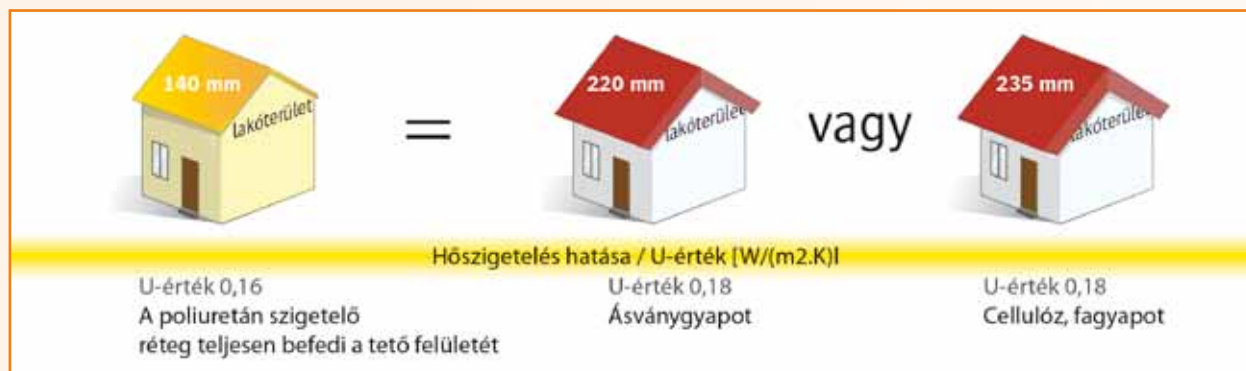 140 mm
lakóterület
=
220 mm
lakóterület
vagy
235 mm
lakóterület
Hőszigetelés hatása / U-érték [W/(m2.K)l
U-érték 0,16
A poliuretán szigetelő
réteg teljesen befedi a tető felületét
U-érték 0,18
Ásványgyapot
U-érték 0,18
Cellulóz, fagyapot